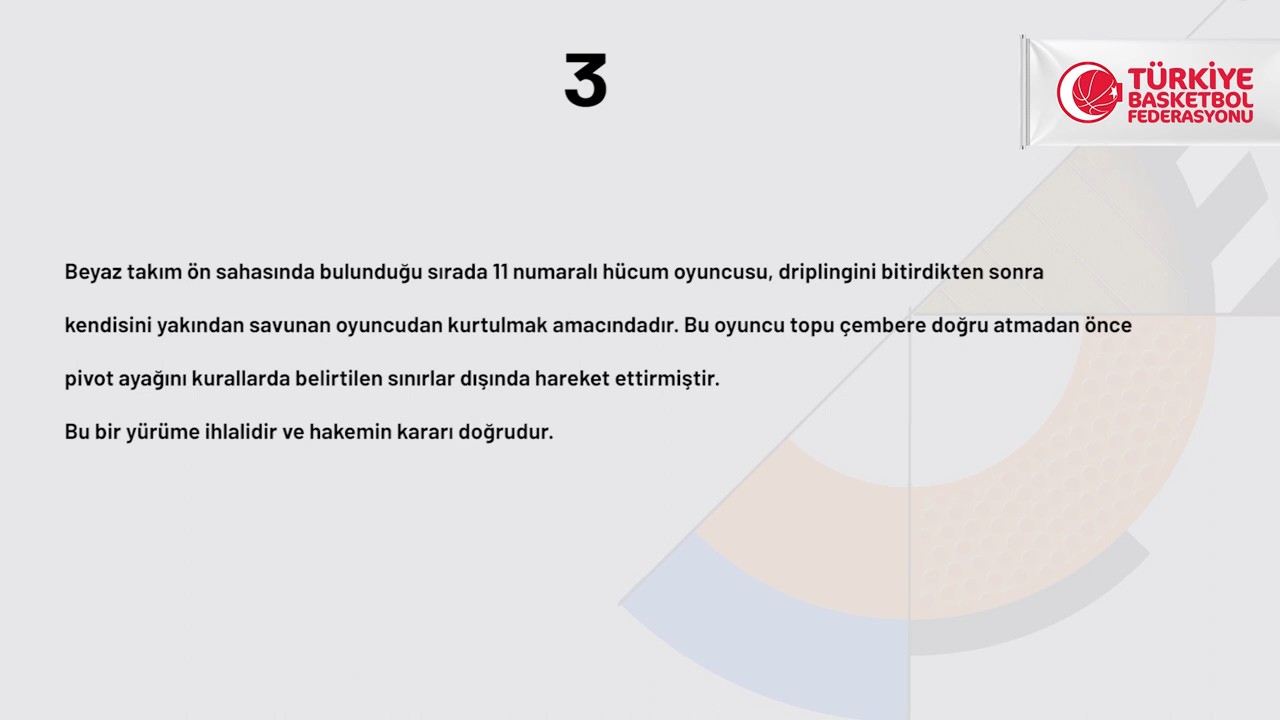 3
TÜRKİYE
BASKETBOL
FEDERASYONU
Beyaz takım ön sahasında bulunduğu sırada 11 numaralı hücum oyuncusu, driplingini bitirdikten sonra
kendisini yakından savunan oyuncudan kurtulmak amacındadır. Bu oyuncu topu çembere doğru atmadan önce
pivot ayağını kurallarda belirtilen sınırlar dışında hareket ettirmiştir.
Bu bir yürüme ihlalidir ve hakemin kararı doğrudur.